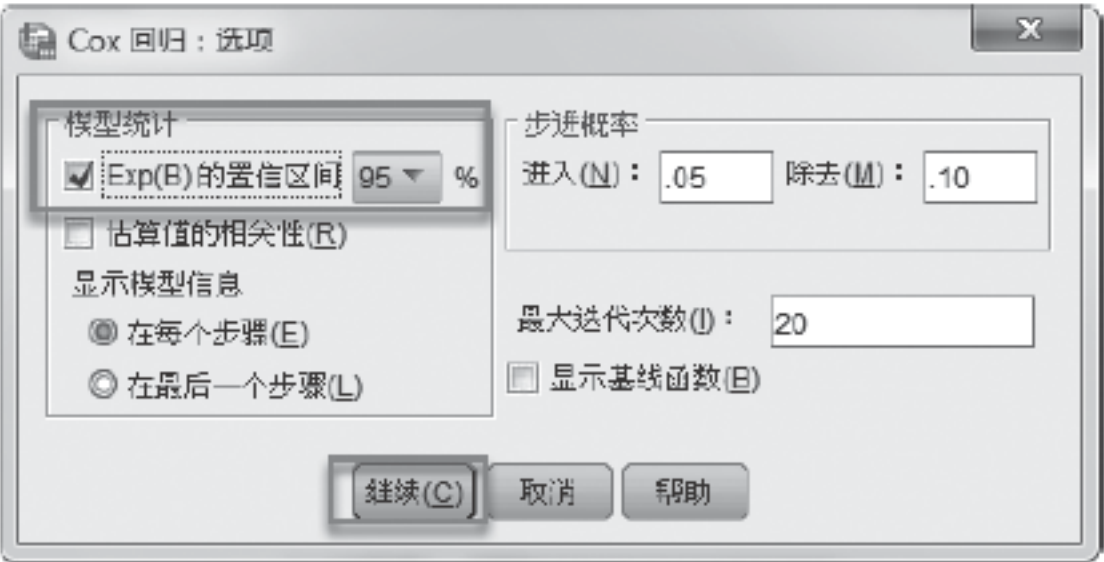 Cox 回归：选项
模型统计
Exp(B) 的置信区间 95 %
估算值的相关性(R)
显示模型信息
在每个步骤(E)
在最后一个步骤(L)
步进概率
进入(N)： .05 除去(M)： .10
最大迭代次数(I)： 20
显示基线函数(B)
继续(C) 取消 帮助